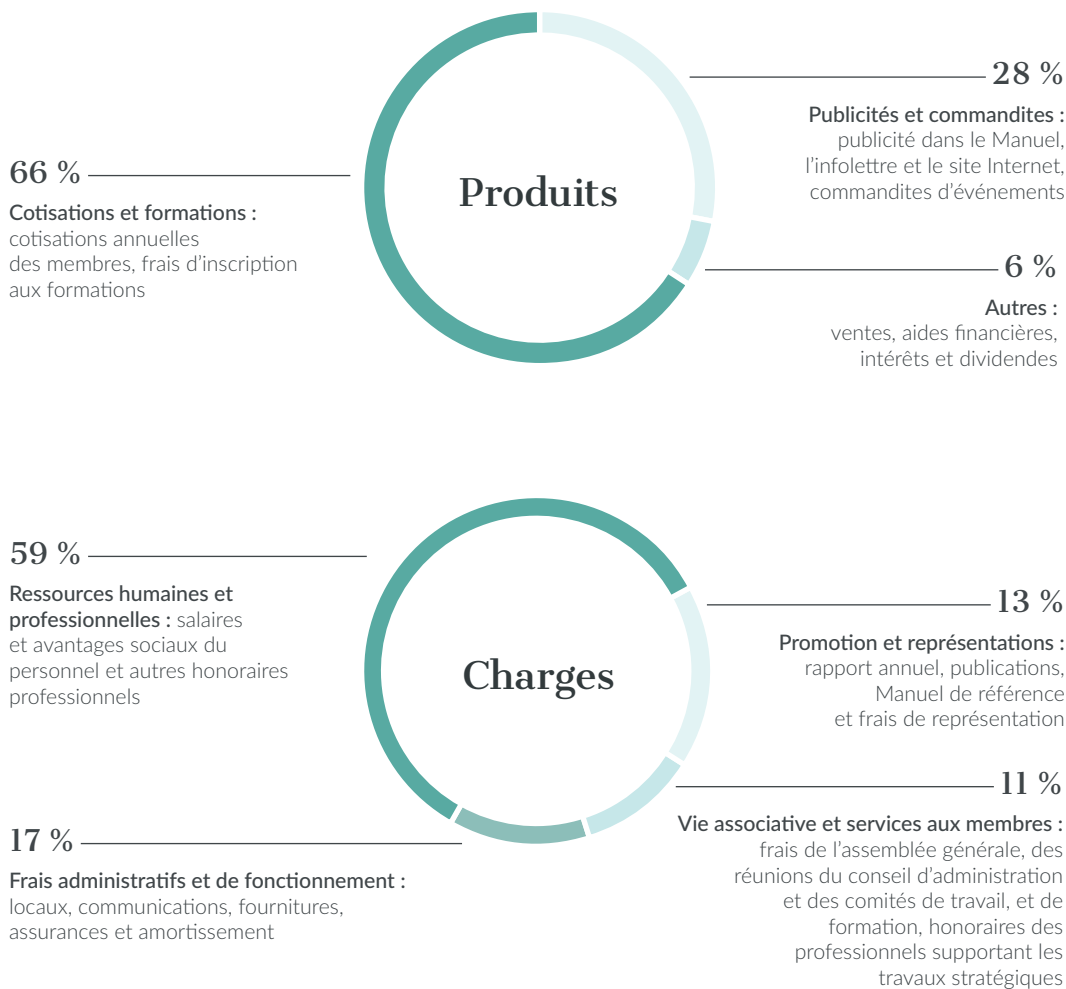 Produits
66 %
Cotisations et formations :
cotisations annuelles
des membres, frais d'inscription
aux formations
28 %
Publicités et commandites :
publicité dans le Manuel,
l'infolettre et le site Internet,
commandites d'événements
6 %
Autres :
ventes, aides financières,
intérêts et dividendes
Charges
59 %
Ressources humaines et
professionnelles : salaires
et avantages sociaux du
personnel et autres honoraires
professionnels
17 %
Frais administratifs et de fonctionnement :
locaux, communications, fournitures,
assurances et amortissement
13 %
Promotion et représentations :
rapport annuel, publications,
Manuel de référence
et frais de représentation
11 %
Vie associative et services aux membres :
frais de l'assemblée générale, des
réunions du conseil d'administration
et des comités de travail, et de
formation, honoraires des
professionnels supportant les
travaux stratégiques